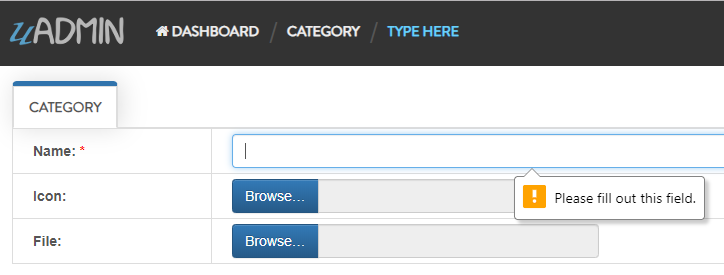 uADMIN DASHBOARD / CATEGORY / TYPE HERE
CATEGORY
Name: *
Icon: Browse...
Please fill out this field.
File: Browse...